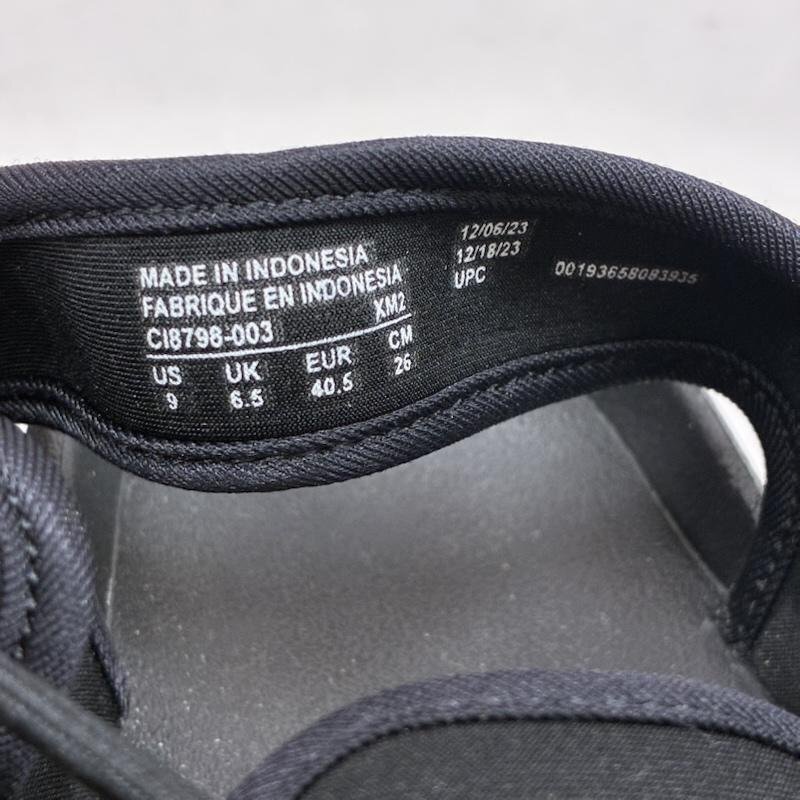 MADE IN INDONESIA
FABRIQUE EN INDONESIA
CI8798-003 XM2
US UK EUR CM
9 6.5 40.5 26
12/06/23
12/18/23
UPC 00193658083935